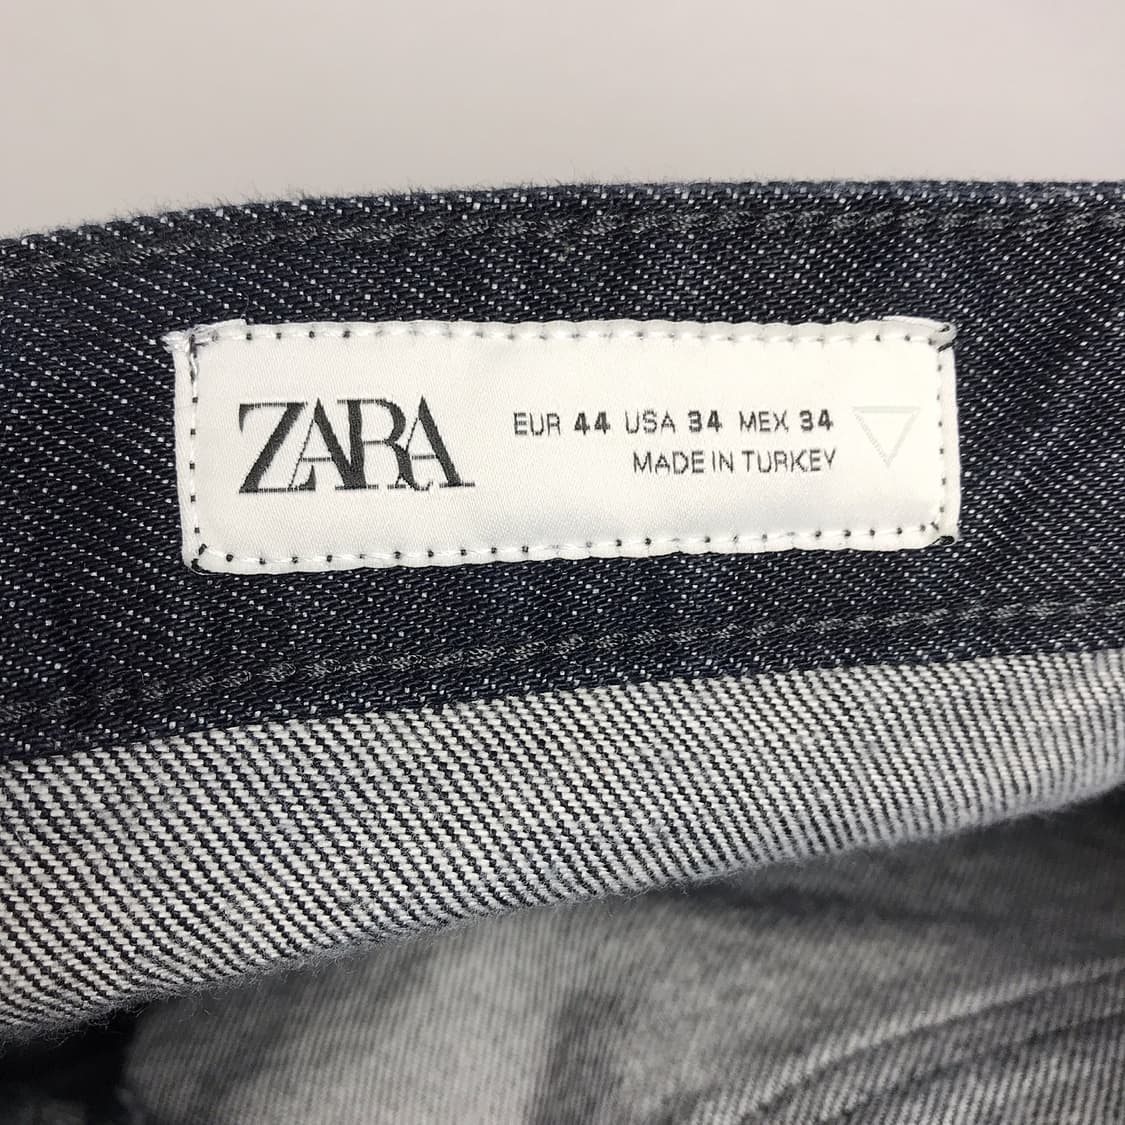 ZARA
EUR 44 USA 34 MEX 34
MADE IN TURKEY